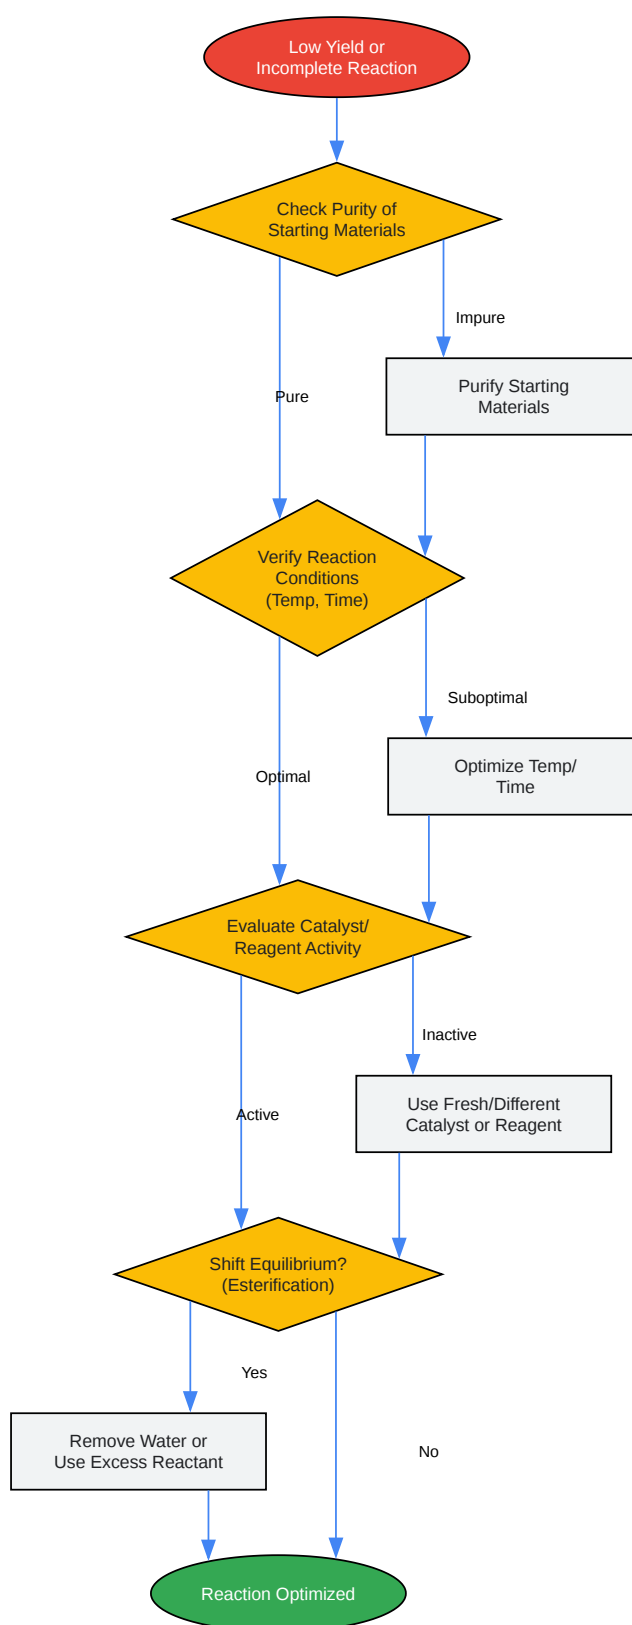 Low Yield or
Incomplete Reaction
Check Purity of
Starting Materials
Impure
Purify Starting
Materials
Pure
Verify Reaction
Conditions
(Temp, Time)
Suboptimal
Optimize Temp/
Time
Optimal
Evaluate Catalyst/
Reagent Activity
Inactive
Use Fresh/Different
Catalyst or Reagent
Active
Shift Equilibrium?
(Esterification)
Yes
Remove Water or
Use Excess Reactant
No
Reaction Optimized